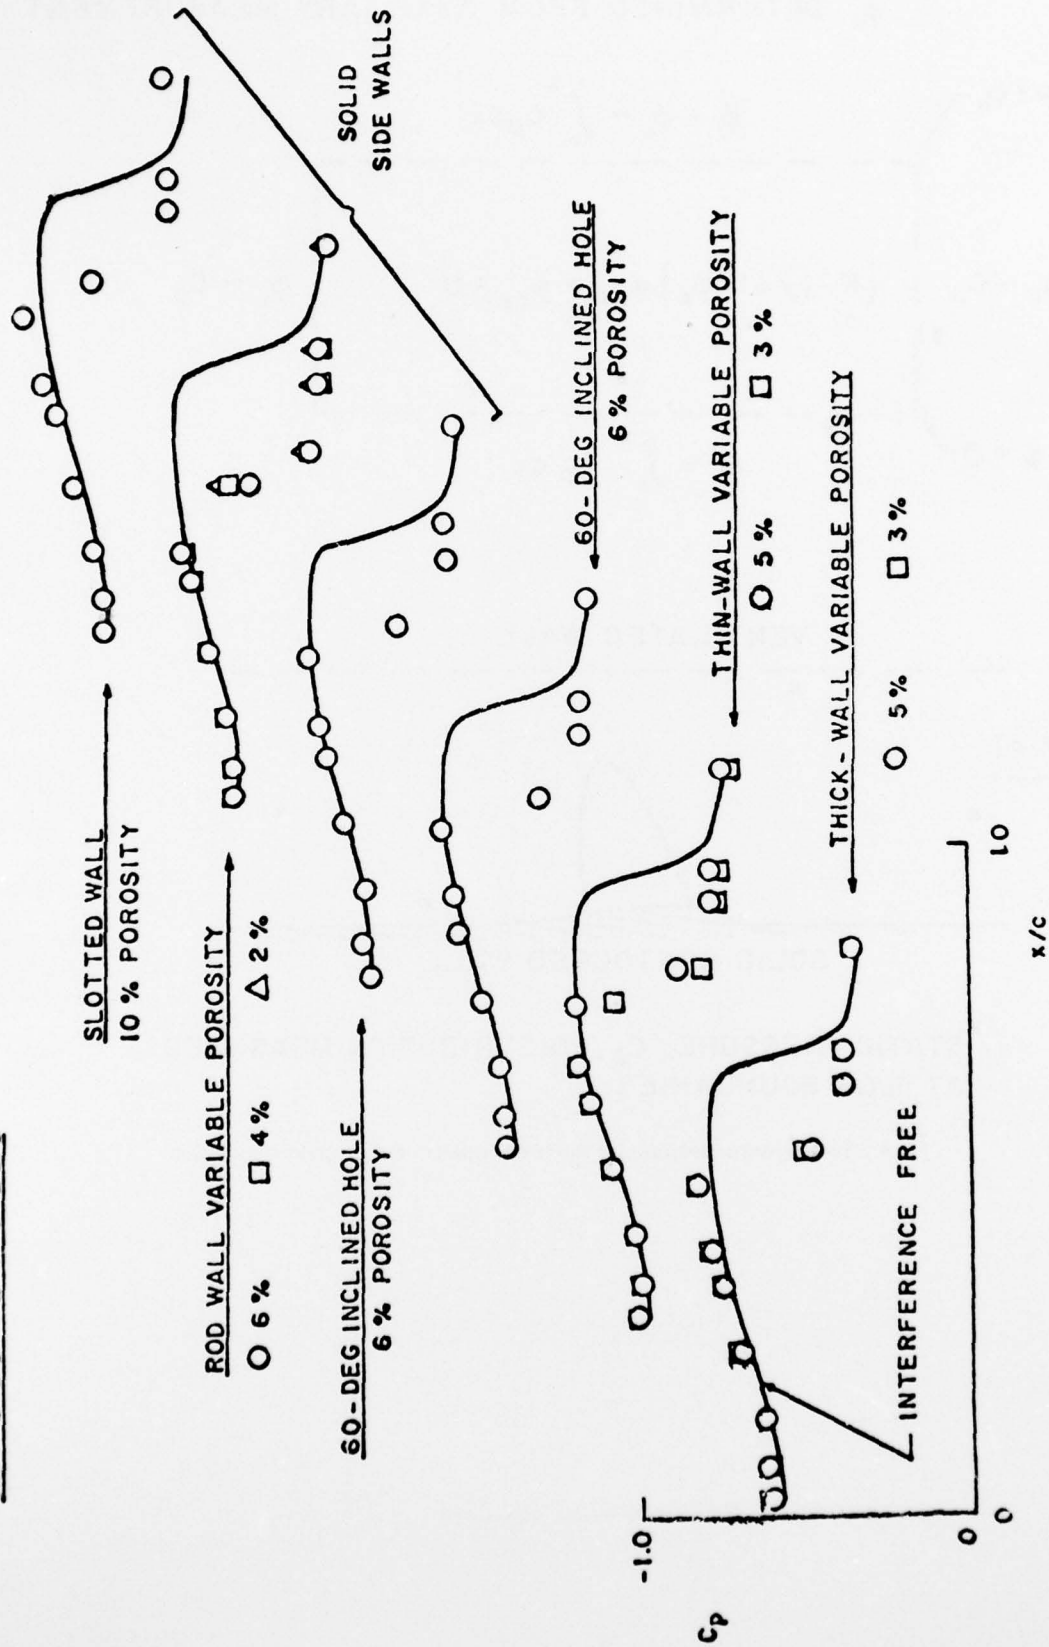 SLOTTED WALL
10% POROSITY
ROD WALL VARIABLE POROSITY
○ 6% □ 4% △ 2%
60-DEG INCLINED HOLE
6% POROSITY
SOLID
SIDE WALLS
60-DEG INCLINED HOLE
6% POROSITY
THIN-WALL VARIABLE POROSITY
○ 5% □ 3%
THICK-WALL VARIABLE POROSITY
○ 5% □ 3%
INTERFERENCE FREE
-1.0
Cp
0
0
x/c